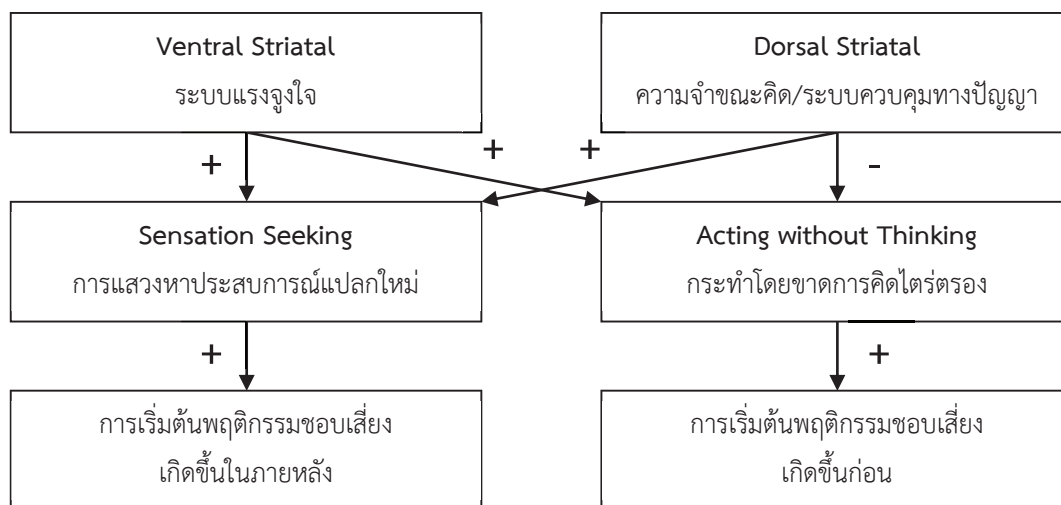 Ventral Striatal
ระบบแรงจูงใจ
Dorsal Striatal
ความจำขณะคิด/ระบบควบคุมทางปัญญา
+
+
+
-
Sensation Seeking
การแสวงหาประสบการณ์แปลกใหม่
Acting without Thinking
กระทำโดยขาดการคิดไตร่ตรอง
+
+
การเริ่มต้นพฤติกรรมชอบเสี่ยง
เกิดขึ้นในภายหลัง
การเริ่มต้นพฤติกรรมชอบเสี่ยง
เกิดขึ้นก่อน